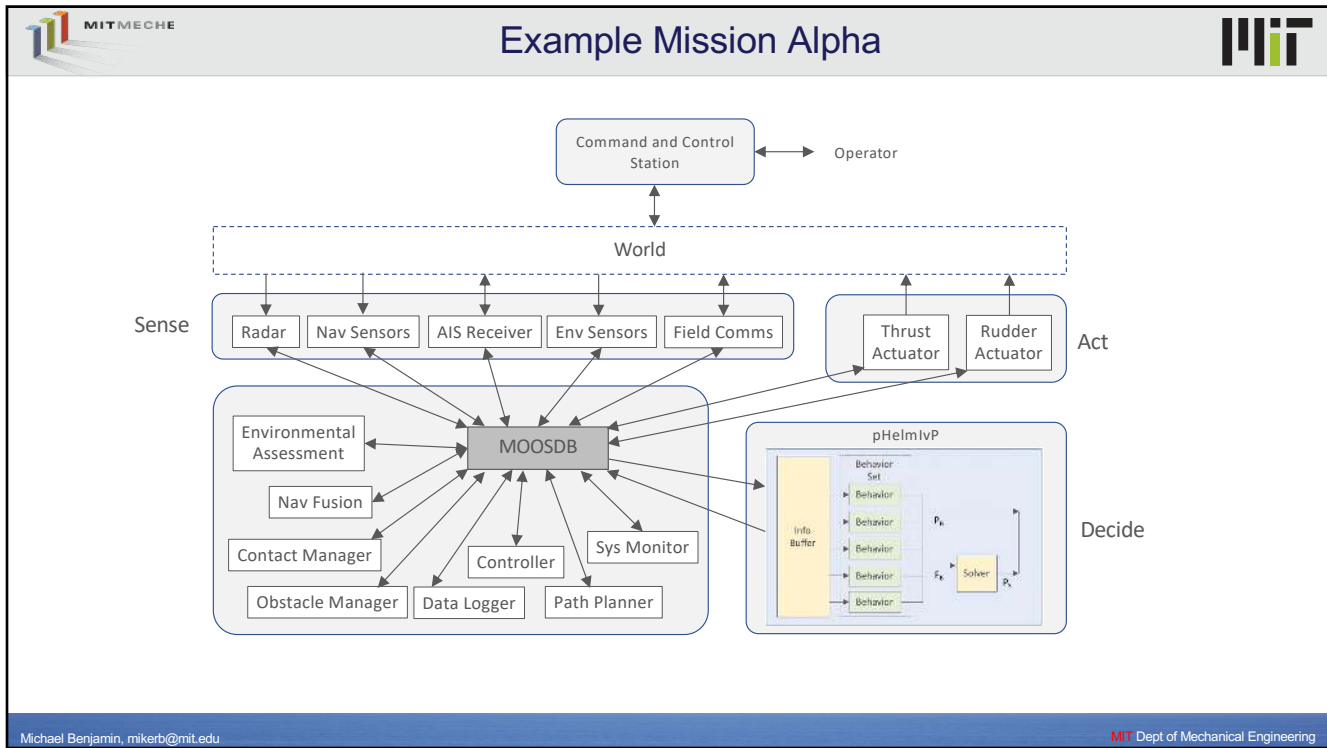 MITMECHE
Example Mission Alpha
MIT
Command and Control
Station
Operator
World
Sense
Radar
Nav Sensors
AIS Receiver
Env Sensors
Field Comms
Thrust
Actuator
Rudder
Actuator
Act
Environmental
Assessment
MOOSDB
Nav Fusion
Contact Manager
Obstacle Manager
Data Logger
Controller
Path Planner
Sys Monitor
pHelmIvP
Behavior
Set
Info
Buffer
Behavior
Behavior
Behavior
Behavior
Behavior
Solver
Decide
Michael Benjamin, mikerb@mit.edu
MIT Dept of Mechanical Engineering